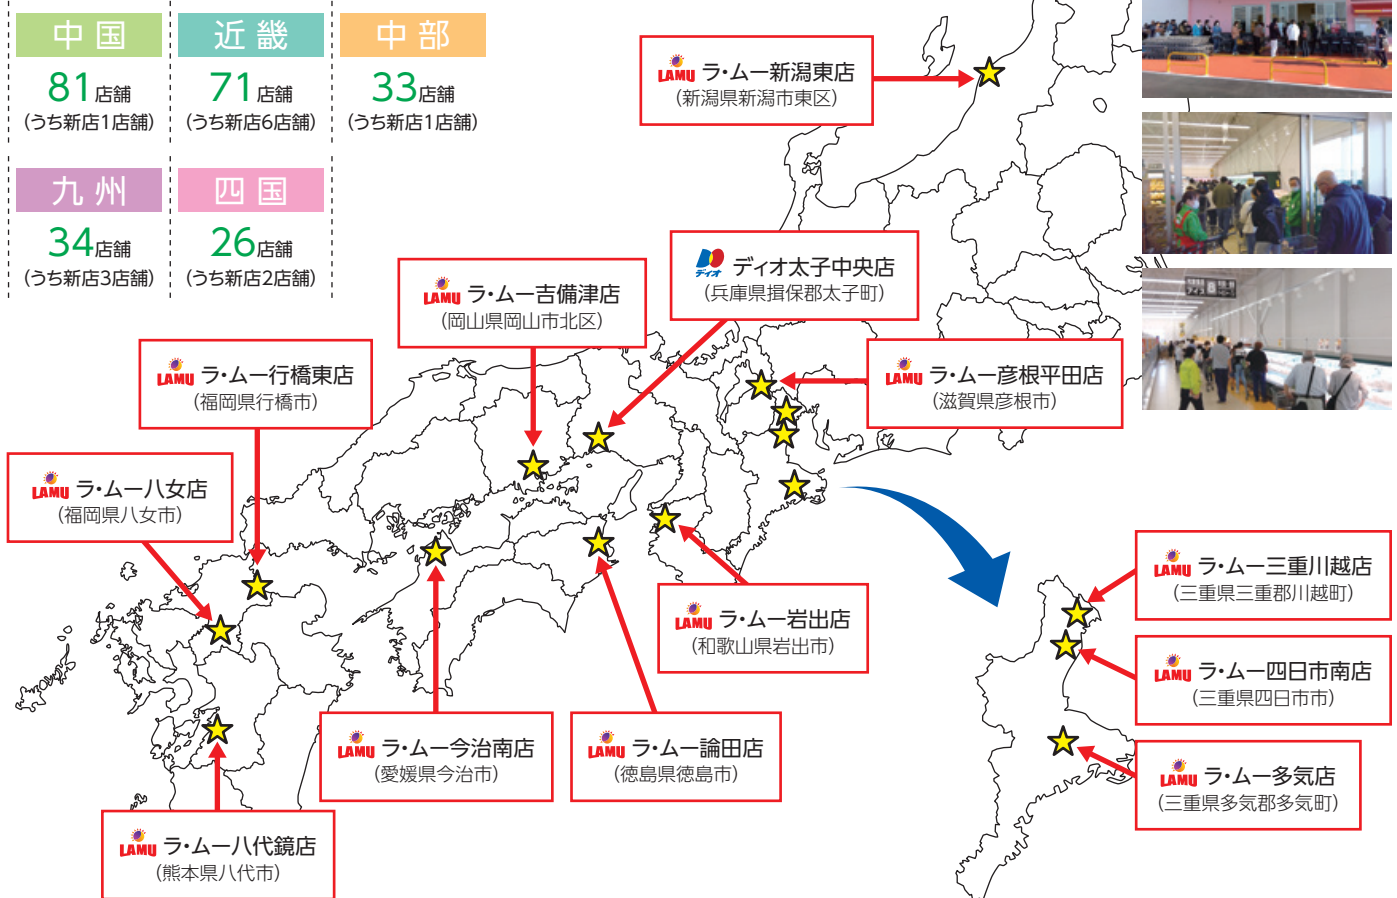 中国
81店舗
(うち新店1店舗)
近畿
71店舗
(うち新店6店舗)
中部
33店舗
(うち新店1店舗)
九州
34店舗
(うち新店3店舗)
四国
26店舗
(うち新店2店舗)
LAMU ラ・ムー新潟東店
(新潟県新潟市東区)
ディオ ディオ太子中央店
(兵庫県揖保郡太子町)
LAMU ラ・ムー吉備津店
(岡山県岡山市北区)
LAMU ラ・ムー行橋東店
(福岡県行橋市)
LAMU ラ・ムー彦根平田店
(滋賀県彦根市)
LAMU ラ・ムー八女店
(福岡県八女市)
LAMU ラ・ムー岩出店
(和歌山県岩出市)
LAMU ラ・ムー三重川越店
(三重県三重郡川越町)
LAMU ラ・ムー四日市南店
(三重県四日市市)
LAMU ラ・ムー今治南店
(愛媛県今治市)
LAMU ラ・ムー論田店
(徳島県徳島市)
LAMU ラ・ムー多気店
(三重県多気郡多気町)
LAMU ラ・ムー八代鏡店
(熊本県八代市)